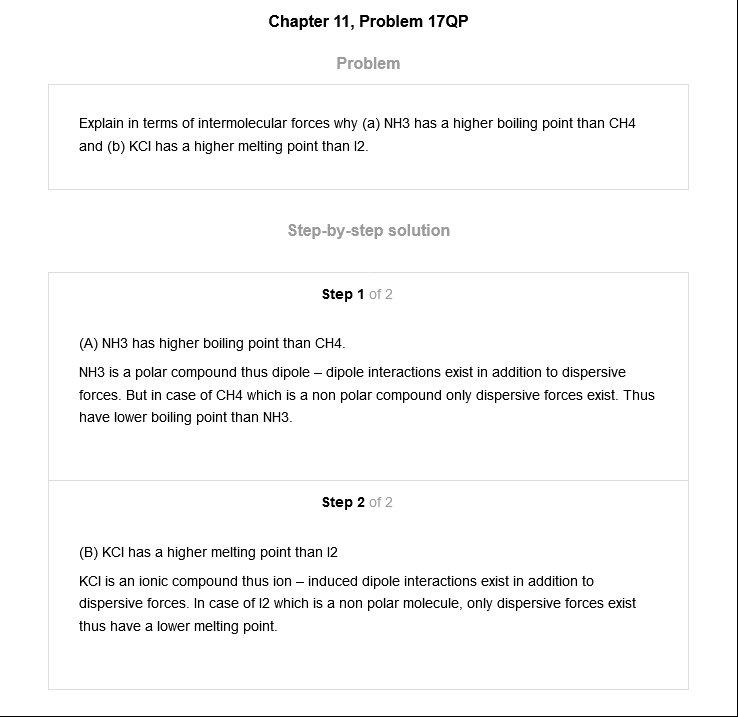 Chapter 11, Problem 17QP
Problem
Explain in terms of intermolecular forces why (a) NH3 has a higher boiling point than CH4
and (b) KCl has a higher melting point than I2.
Step-by-step solution
Step 1 of 2
(A) NH3 has higher boiling point than CH4.
NH3 is a polar compound thus dipole – dipole interactions exist in addition to dispersive
forces. But in case of CH4 which is a non polar compound only dispersive forces exist. Thus
have lower boiling point than NH3.
Step 2 of 2
(B) KCl has a higher melting point than I2
KCl is an ionic compound thus ion – induced dipole interactions exist in addition to
dispersive forces. In case of I2 which is a non polar molecule, only dispersive forces exist
thus have a lower melting point.